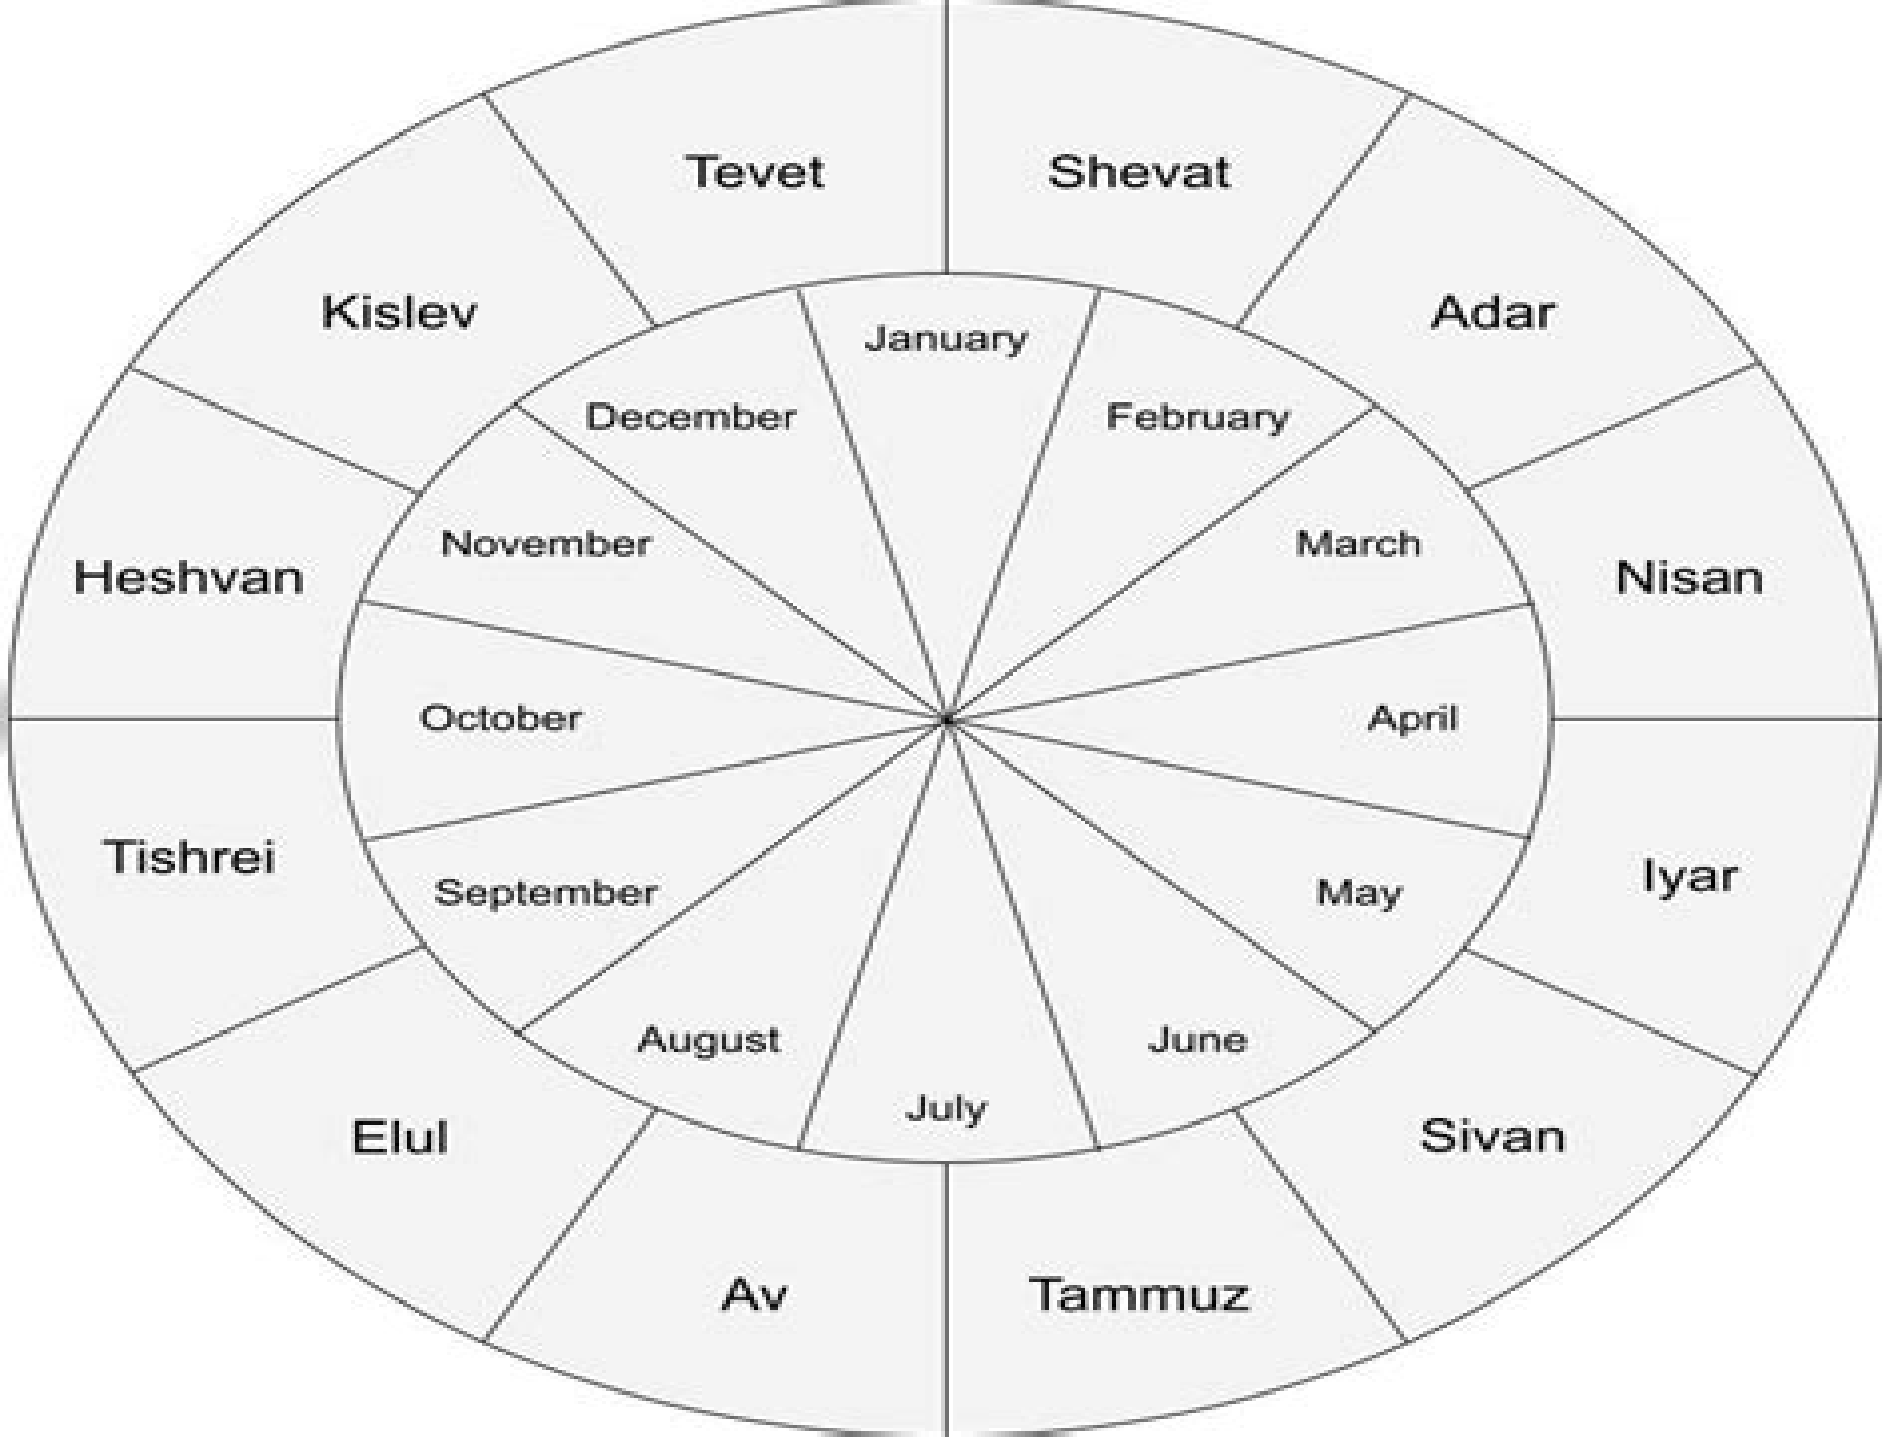 Tevet
Shevat
Adar
Nisan
Iyar
Sivan
Tammuz
Av
Elul
Tishrei
Heshvan
Kislev
January
February
March
April
May
June
July
August
September
October
November
December